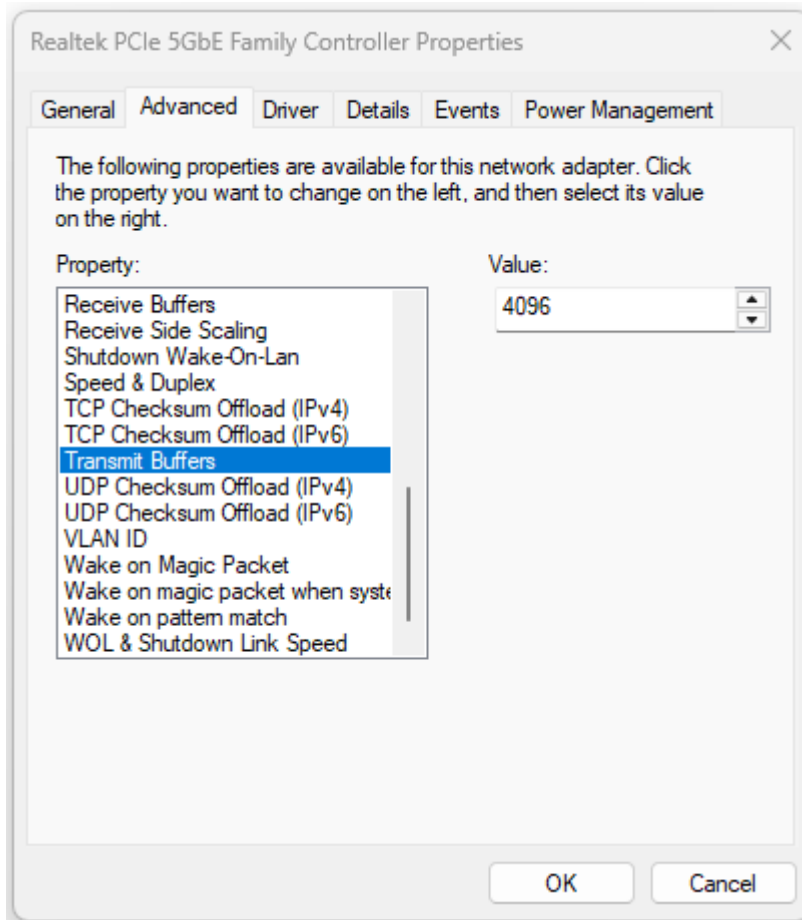 Realtek PCIe 5GbE Family Controller Properties
General Advanced Driver Details Events Power Management
The following properties are available for this network adapter. Click
the property you want to change on the left, and then select its value
on the right.
Property:
Value:
Receive Buffers
Receive Side Scaling
Shutdown Wake-On-Lan
Speed & Duplex
TCP Checksum Offload (IPv4)
TCP Checksum Offload (IPv6)
Transmit Buffers
UDP Checksum Offload (IPv4)
UDP Checksum Offload (IPv6)
VLAN ID
Wake on Magic Packet
Wake on magic packet when syste
Wake on pattern match
WOL & Shutdown Link Speed
4096
OK
Cancel